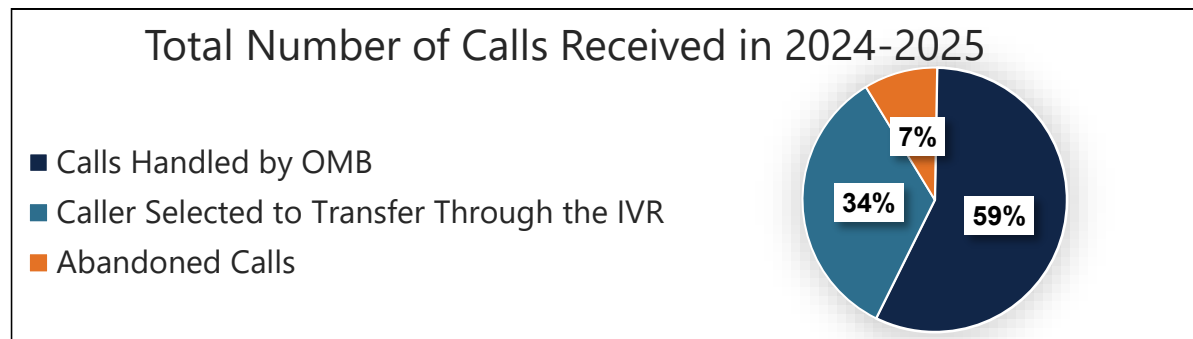 Total Number of Calls Received in 2024-2025
Calls Handled by OMB
Caller Selected to Transfer Through the IVR
Abandoned Calls
7%
34%
59%